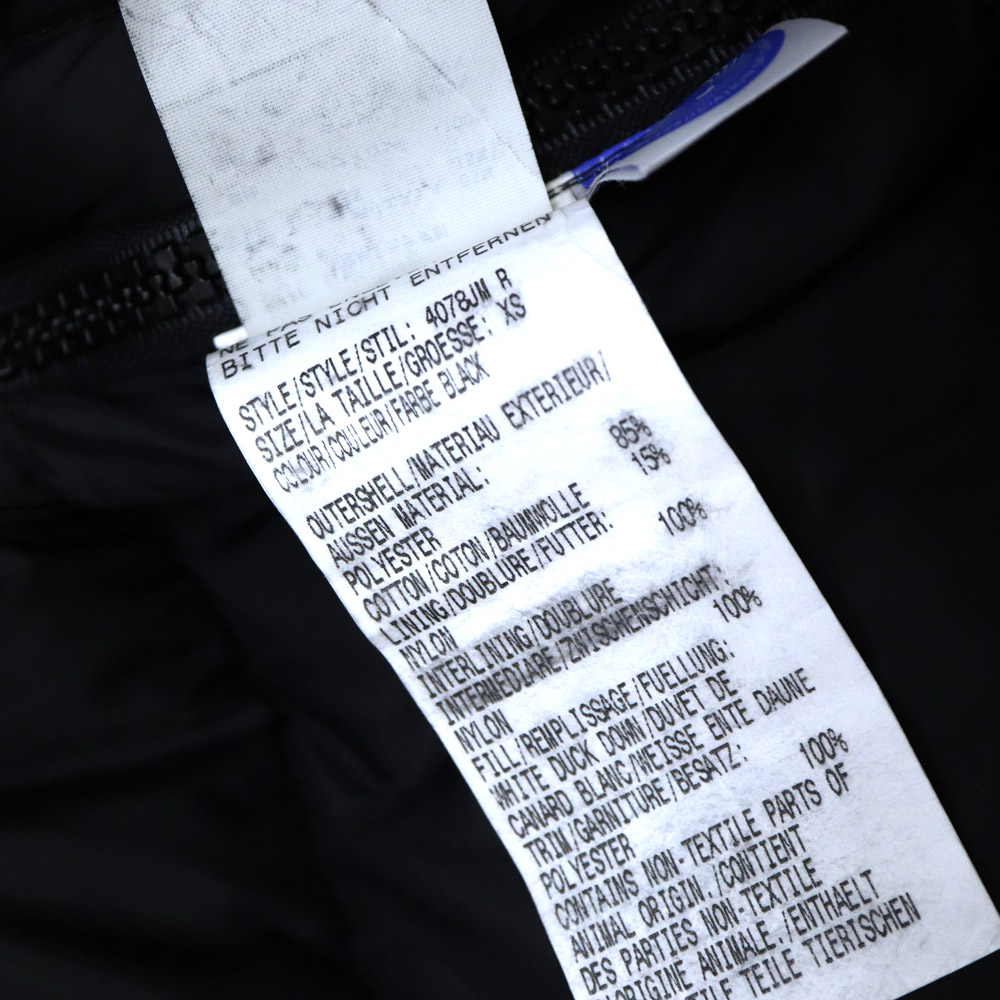 NE PAS
BITTE NICHT ENTFERNEN
STYLE/STYLE/STIL: 4078JM R
SIZE/LA TAILLE/GROESSE: XS
COLOUR/COULEUR/FARBE BLACK
OUTERSHELL/MATERIAU EXTERIEUR/
AUSSEN MATERIAL:
POLYESTER 85%
COTTON/COTON/BAUMWOLLE 15%
LINING/DOUBLURE/FUTTER:
NYLON 100%
INTERLINING/DOUBLURE
INTERMEDIARE/ZWISCHENSCHICHT:
NYLON 100%
FILL/REMPLISSAGE/FUELLUNG:
WHITE DUCK DOWN/DUVET DE
CANARD BLANC/WEISSE ENTE DAUNE
TRIM/GARNITURE/BESATZ:
POLYESTER 100%
CONTAINS NON-TEXTILE PARTS OF
ANIMAL ORIGIN./CONTIENT
DES PARTIES NON-TEXTILE
D'ORIGINE ANIMALE./ENTHAELT
TEILE TIERISCHEN